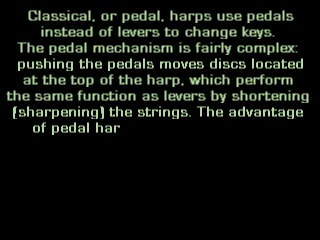 Classical, or pedal, harps use pedals
instead of levers to change keys.
The pedal mechanism is fairly complex:
pushing the pedals moves discs located
at the top of the harp, which perform
the same function as levers by shortening
(sharpening) the strings. The advantage
of pedal har